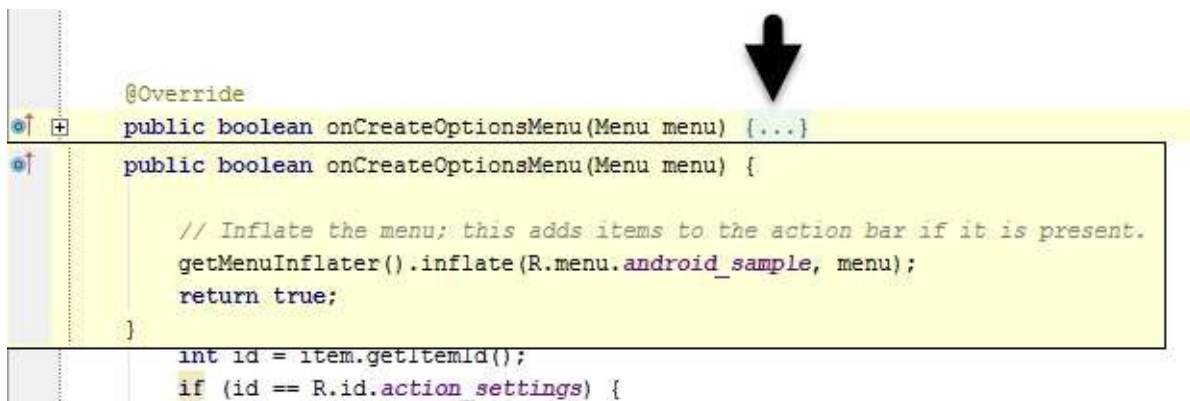 @Override
public boolean onCreateOptionsMenu(Menu menu) {...}
public boolean onCreateOptionsMenu(Menu menu) {
// Inflate the menu; this adds items to the action bar if it is present.
getMenuInflater().inflate(R.menu.android_sample, menu);
return true;
}
int id = item.getItemId();
if (id == R.id.action_settings) {